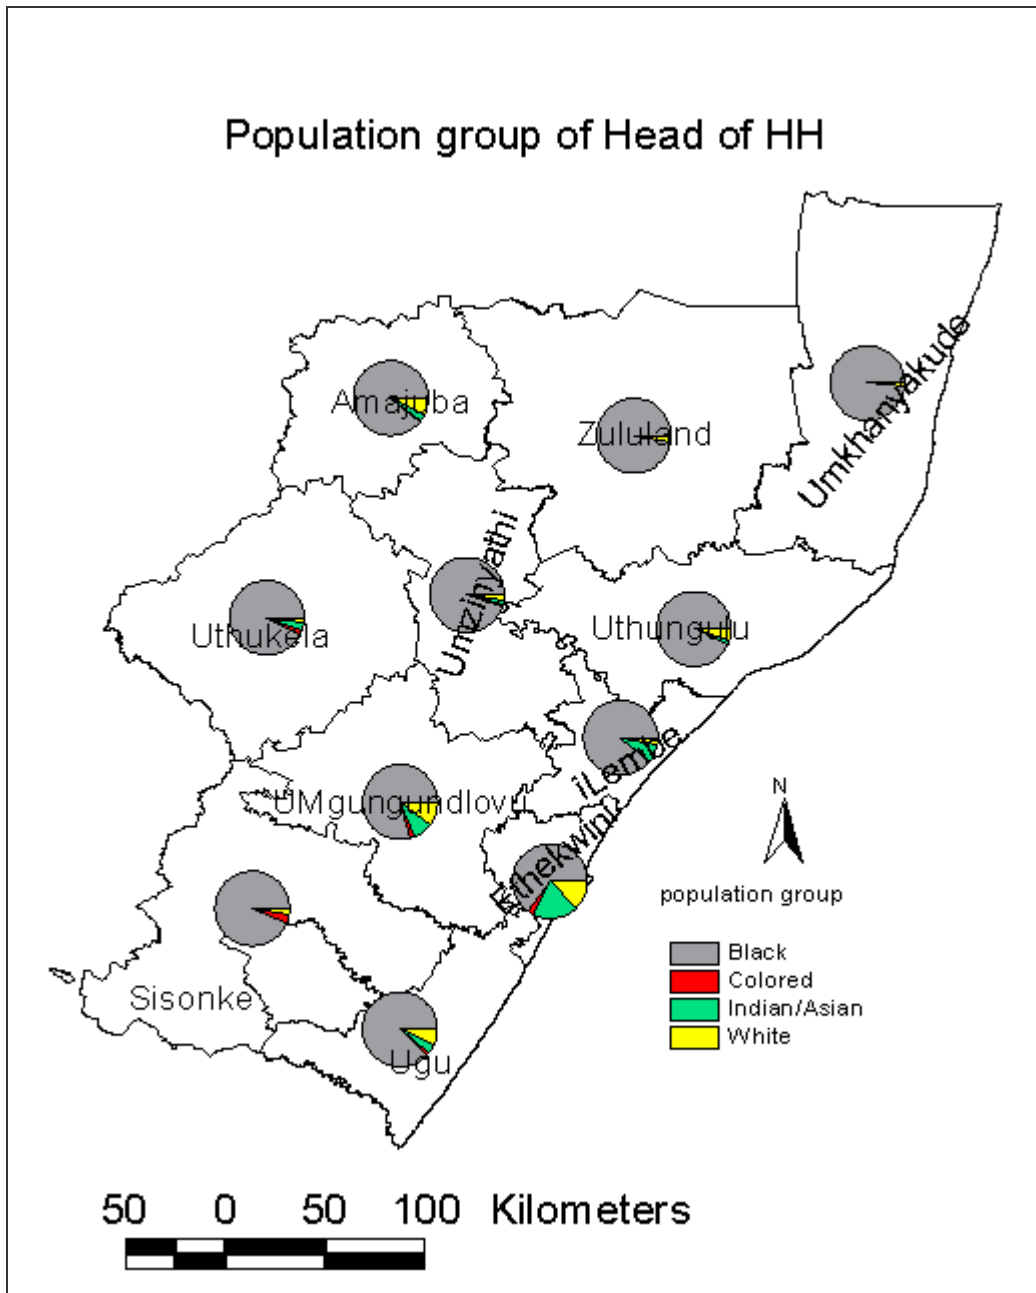 Population group of Head of HH
Umkhanyakude
Amajuba
Zululand
Umzinyathi
Uthukela
Uthungulu
iLembe
UMgungundlovu
Ethekwini
N
population group
Black
Colored
Indian/Asian
White
Sisonke
Ugu
50 0 50 100 Kilometers